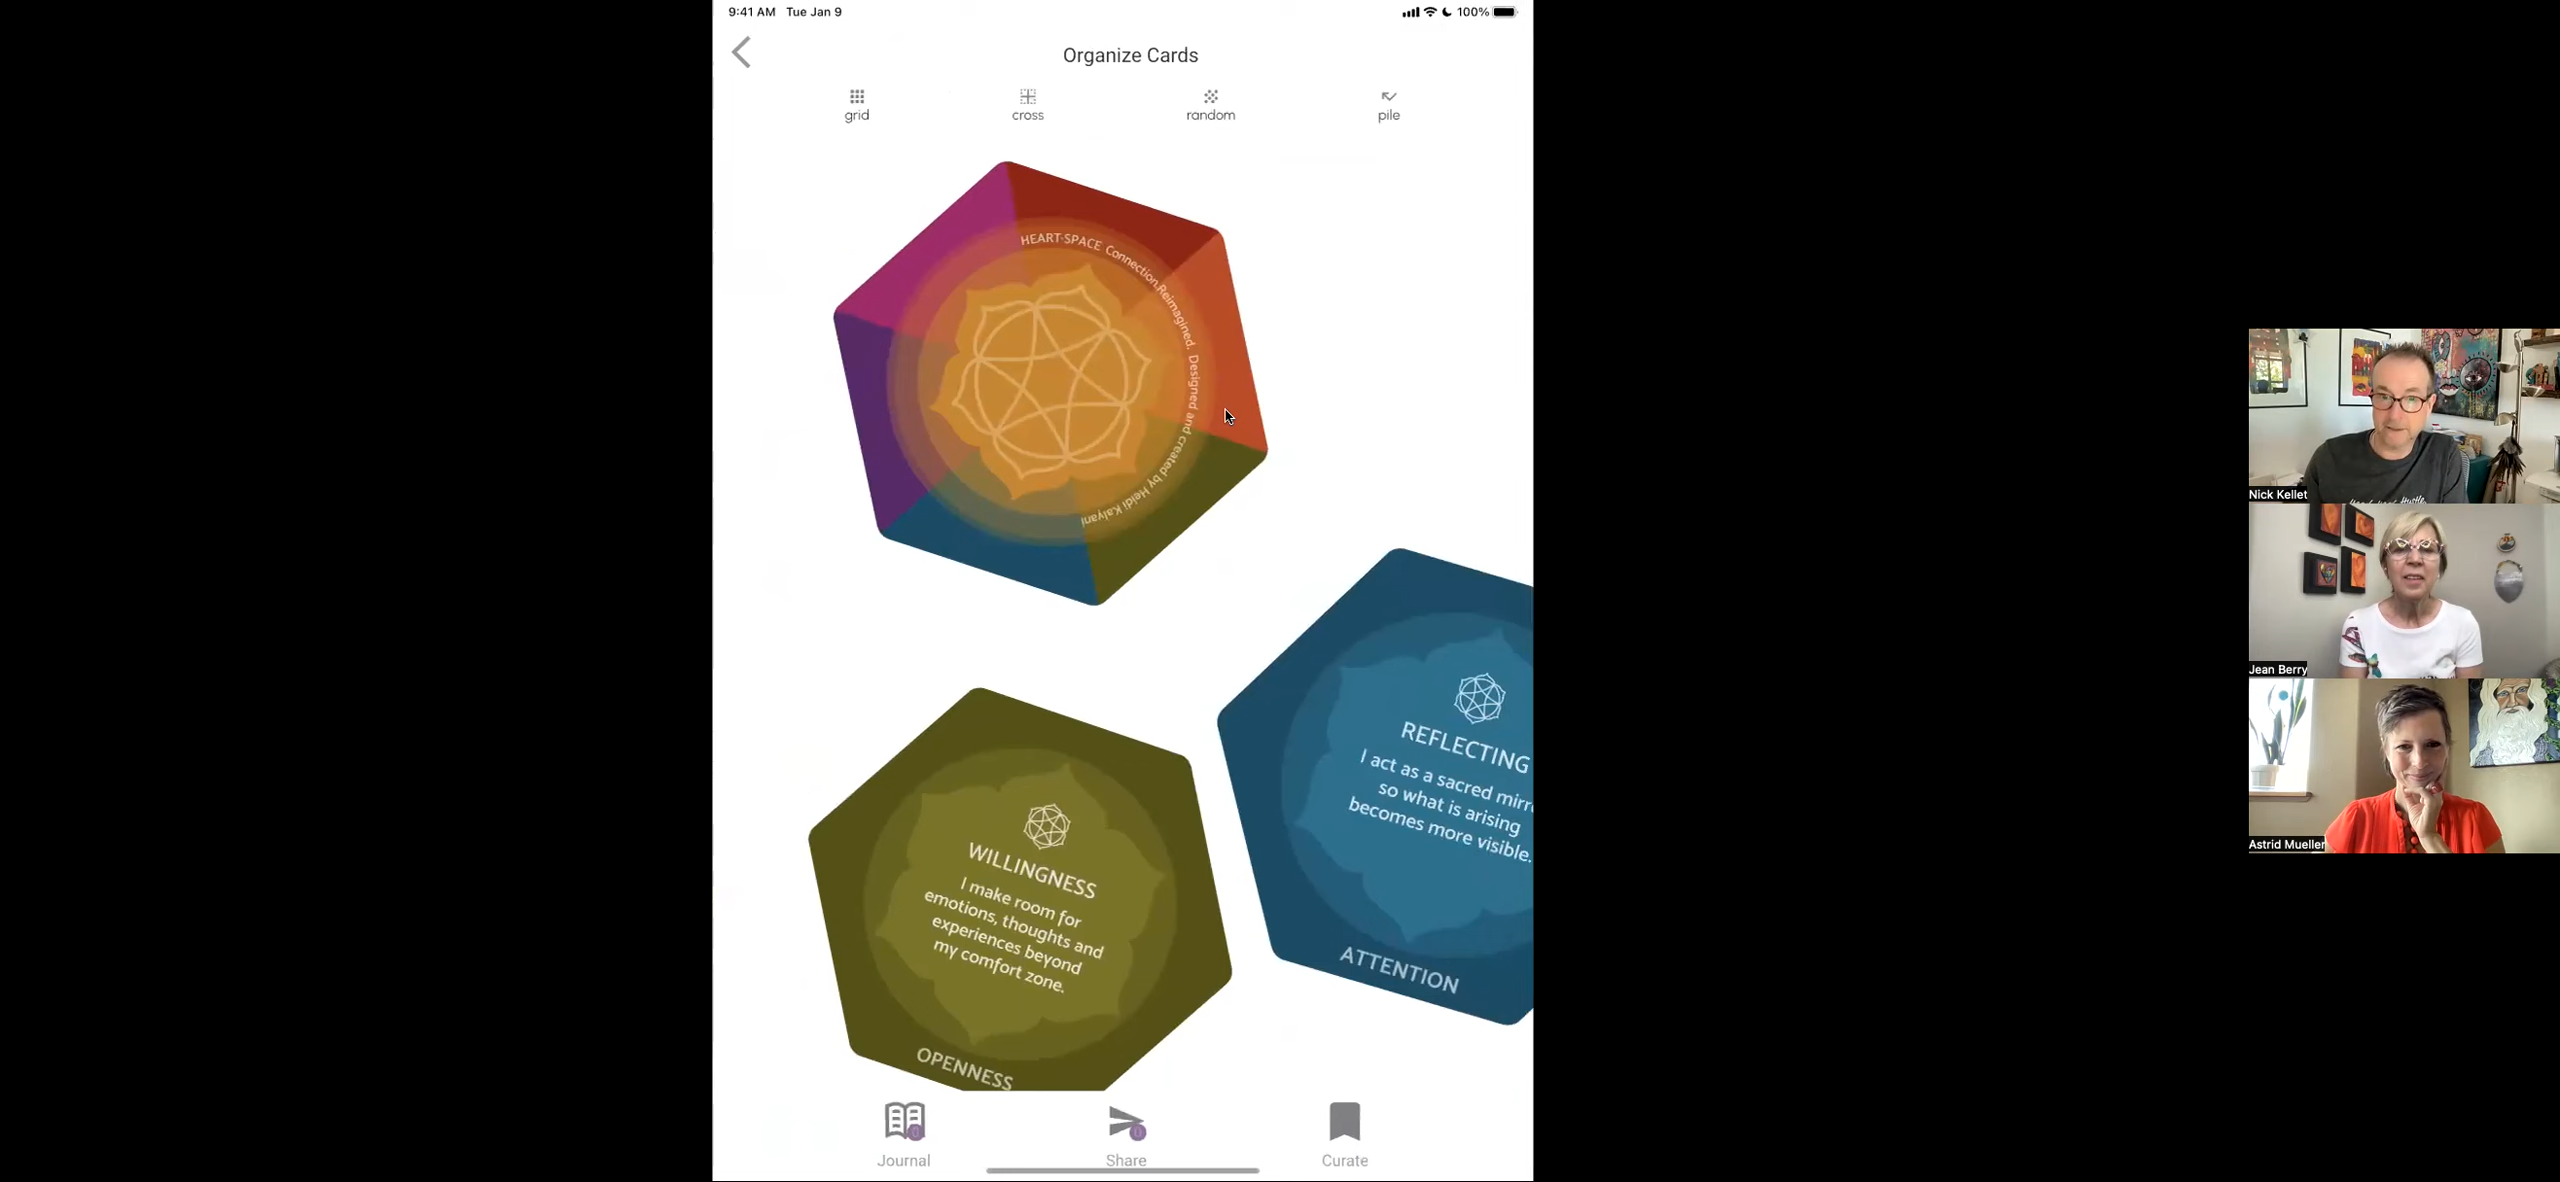 9:41 AM Tue Jan 9
100%
Organize Cards
grid
cross
random
pile
HEART-SPACE Connection Reimagined. Designed and created by Heidi Kalyani
REFLECTING
I act as a sacred mirr
so what is arising
becomes more visible.
ATTENTION
WILLINGNESS
I make room for
emotions, thoughts and
experiences beyond
my comfort zone.
OPENNESS
Journal
Share
Curate
Nick Kellet
Jean Berry
Astrid Mueller